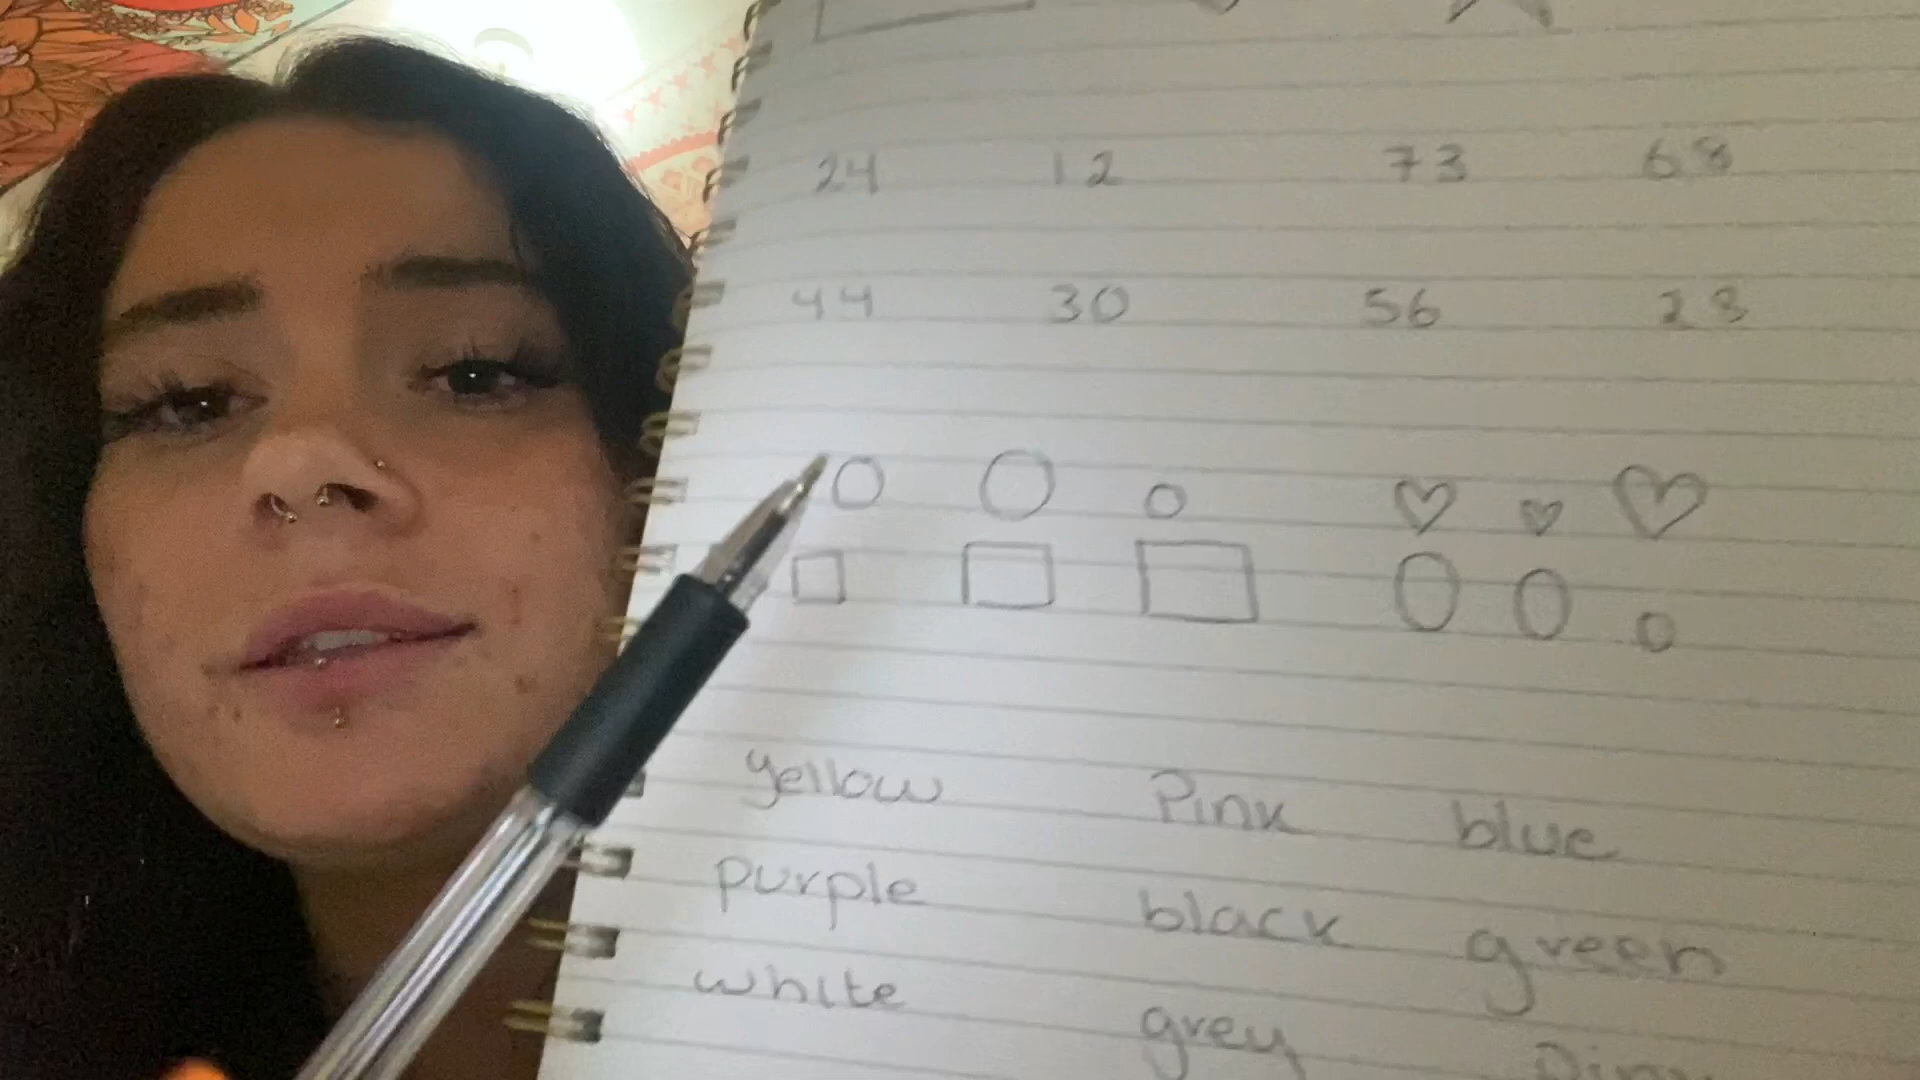 24 12 73 68
44 30 56 28
yellow Pink blue
purple black green
white grey